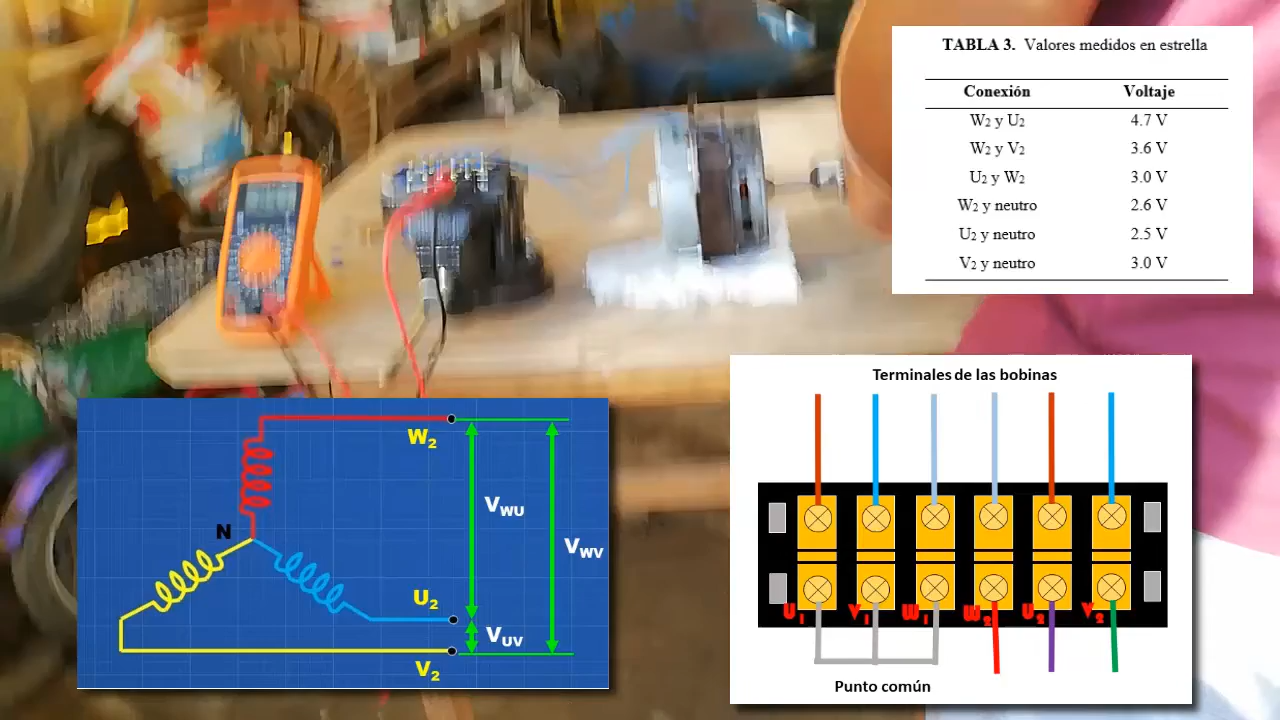 TABLA 3. Valores medidos en estrella
Conexión Voltaje
W2 y U2 4.7 V
W2 y V2 3.6 V
U2 y W2 3.0 V
W2 y neutro 2.6 V
U2 y neutro 2.5 V
V2 y neutro 3.0 V
W2
VWU
N
VWV
U2
VUV
V2
Terminales de las bobinas
U1 V1 W1 W2 U2 V2
Punto común